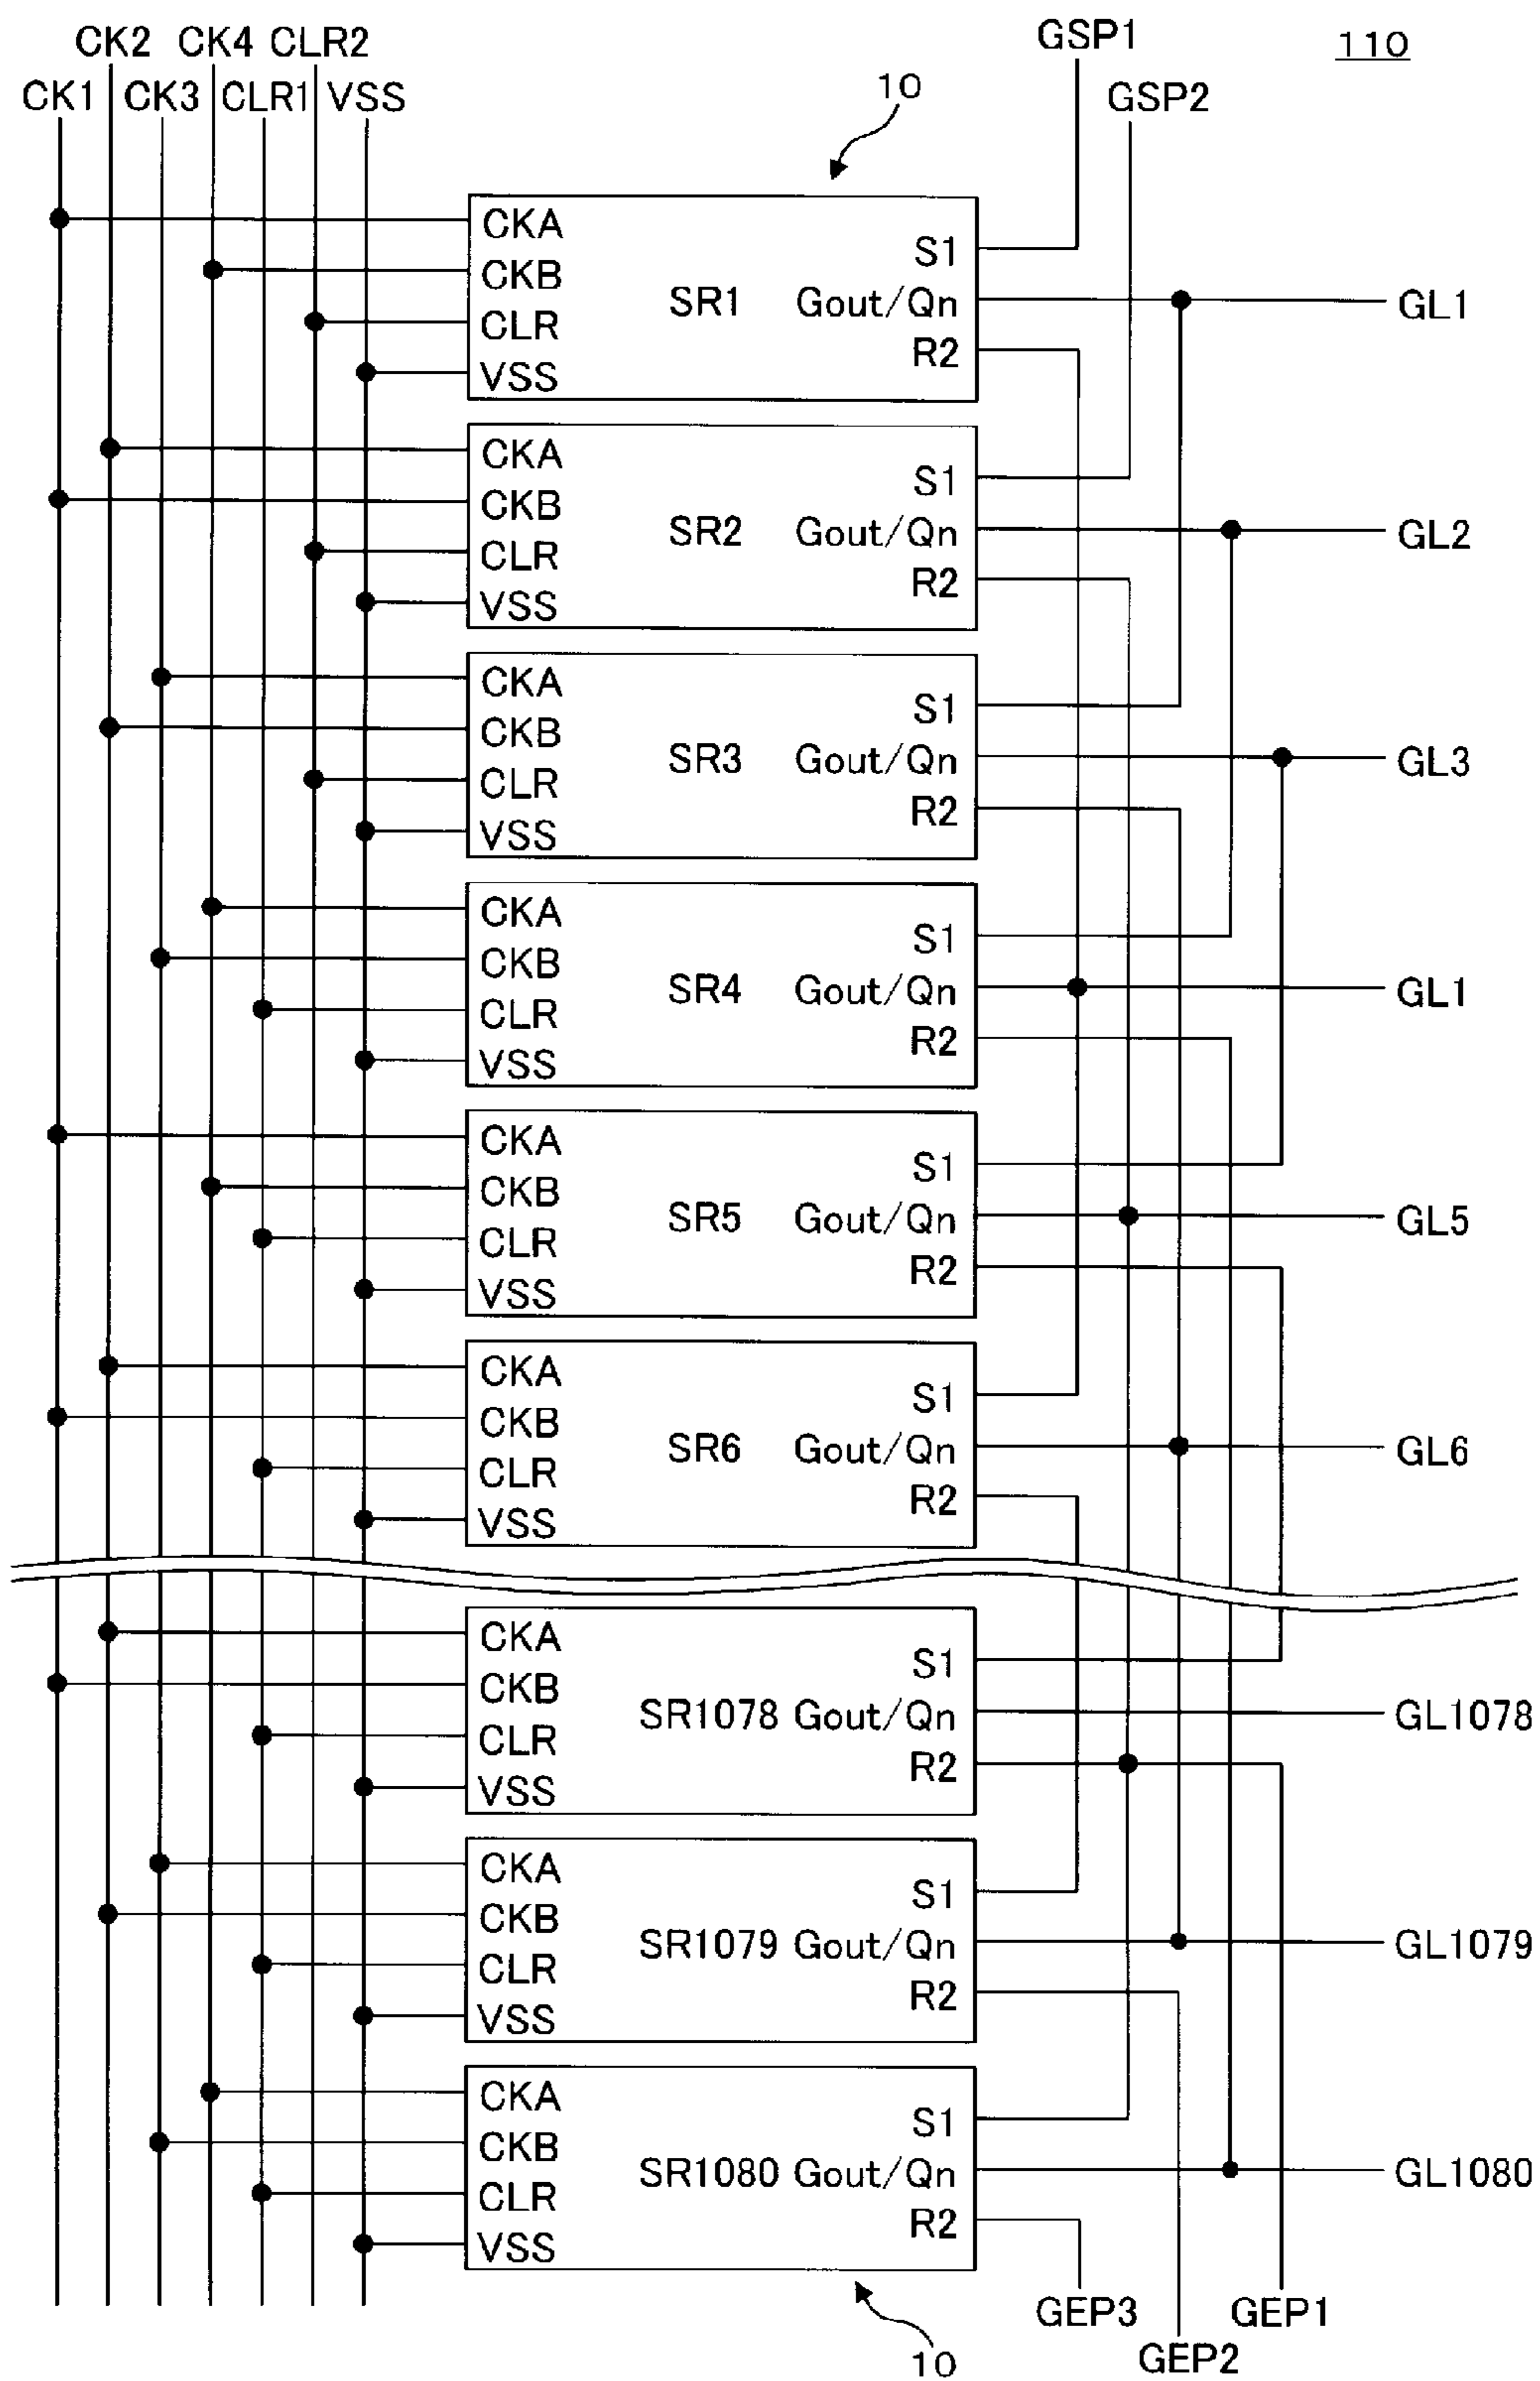 CK2 CK4 CLR2
CK1 CK3 CLR1 VSS
GSP1
GSP2
110
10
CKA
CKB
CLR
VSS
SR1
S1
Gout/Qn
R2
GL1
CKA
CKB
CLR
VSS
SR2
S1
Gout/Qn
R2
GL2
CKA
CKB
CLR
VSS
SR3
S1
Gout/Qn
R2
GL3
CKA
CKB
CLR
VSS
SR4
S1
Gout/Qn
R2
GL1
CKA
CKB
CLR
VSS
SR5
S1
Gout/Qn
R2
GL5
CKA
CKB
CLR
VSS
SR6
S1
Gout/Qn
R2
GL6
CKA
CKB
CLR
VSS
SR1078
S1
Gout/Qn
R2
GL1078
CKA
CKB
CLR
VSS
SR1079
S1
Gout/Qn
R2
GL1079
CKA
CKB
CLR
VSS
SR1080
S1
Gout/Qn
R2
GL1080
10
GEP3
GEP2
GEP1